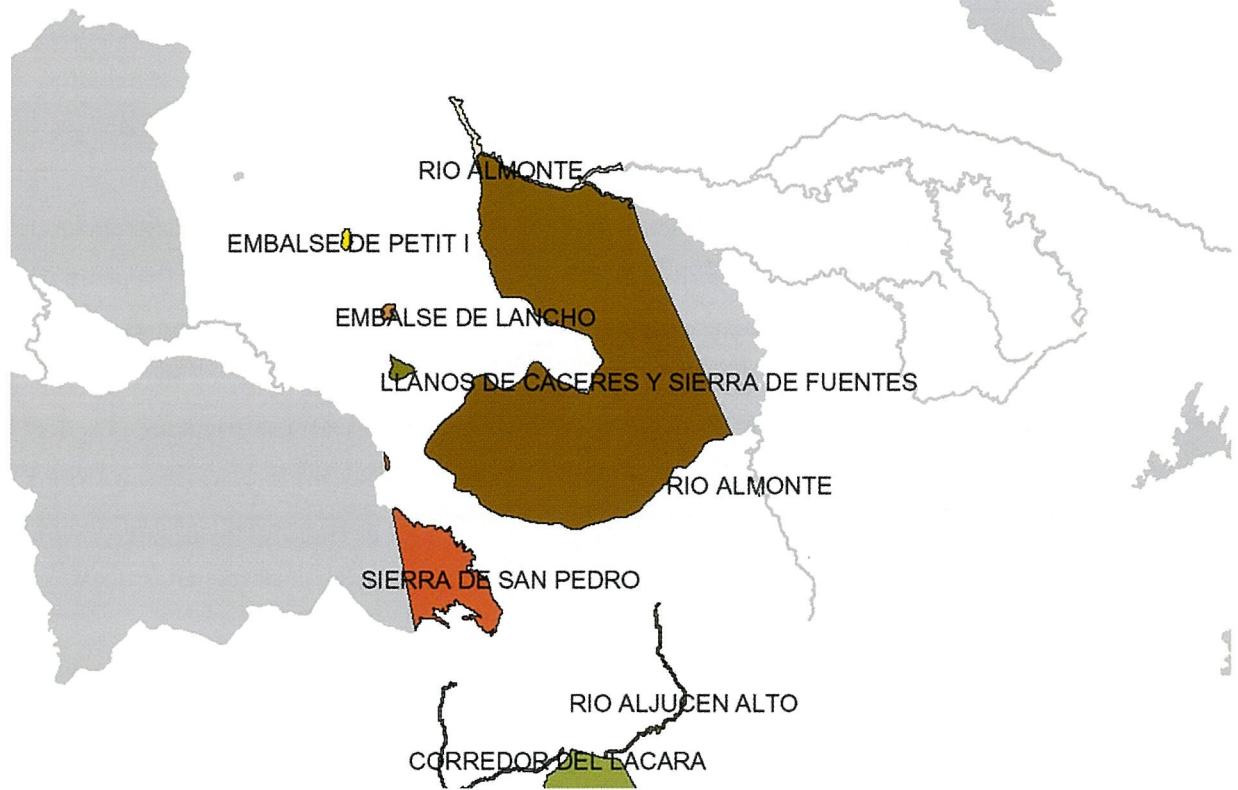 RIO ALMONTE
EMBALSE DE PETIT I
EMBALSE DE LANCHO
LLANOS DE CACERES Y SIERRA DE FUENTES
RIO ALMONTE
SIERRA DE SAN PEDRO
RIO ALJUCEN ALTO
CORREDOR DEL LACARA